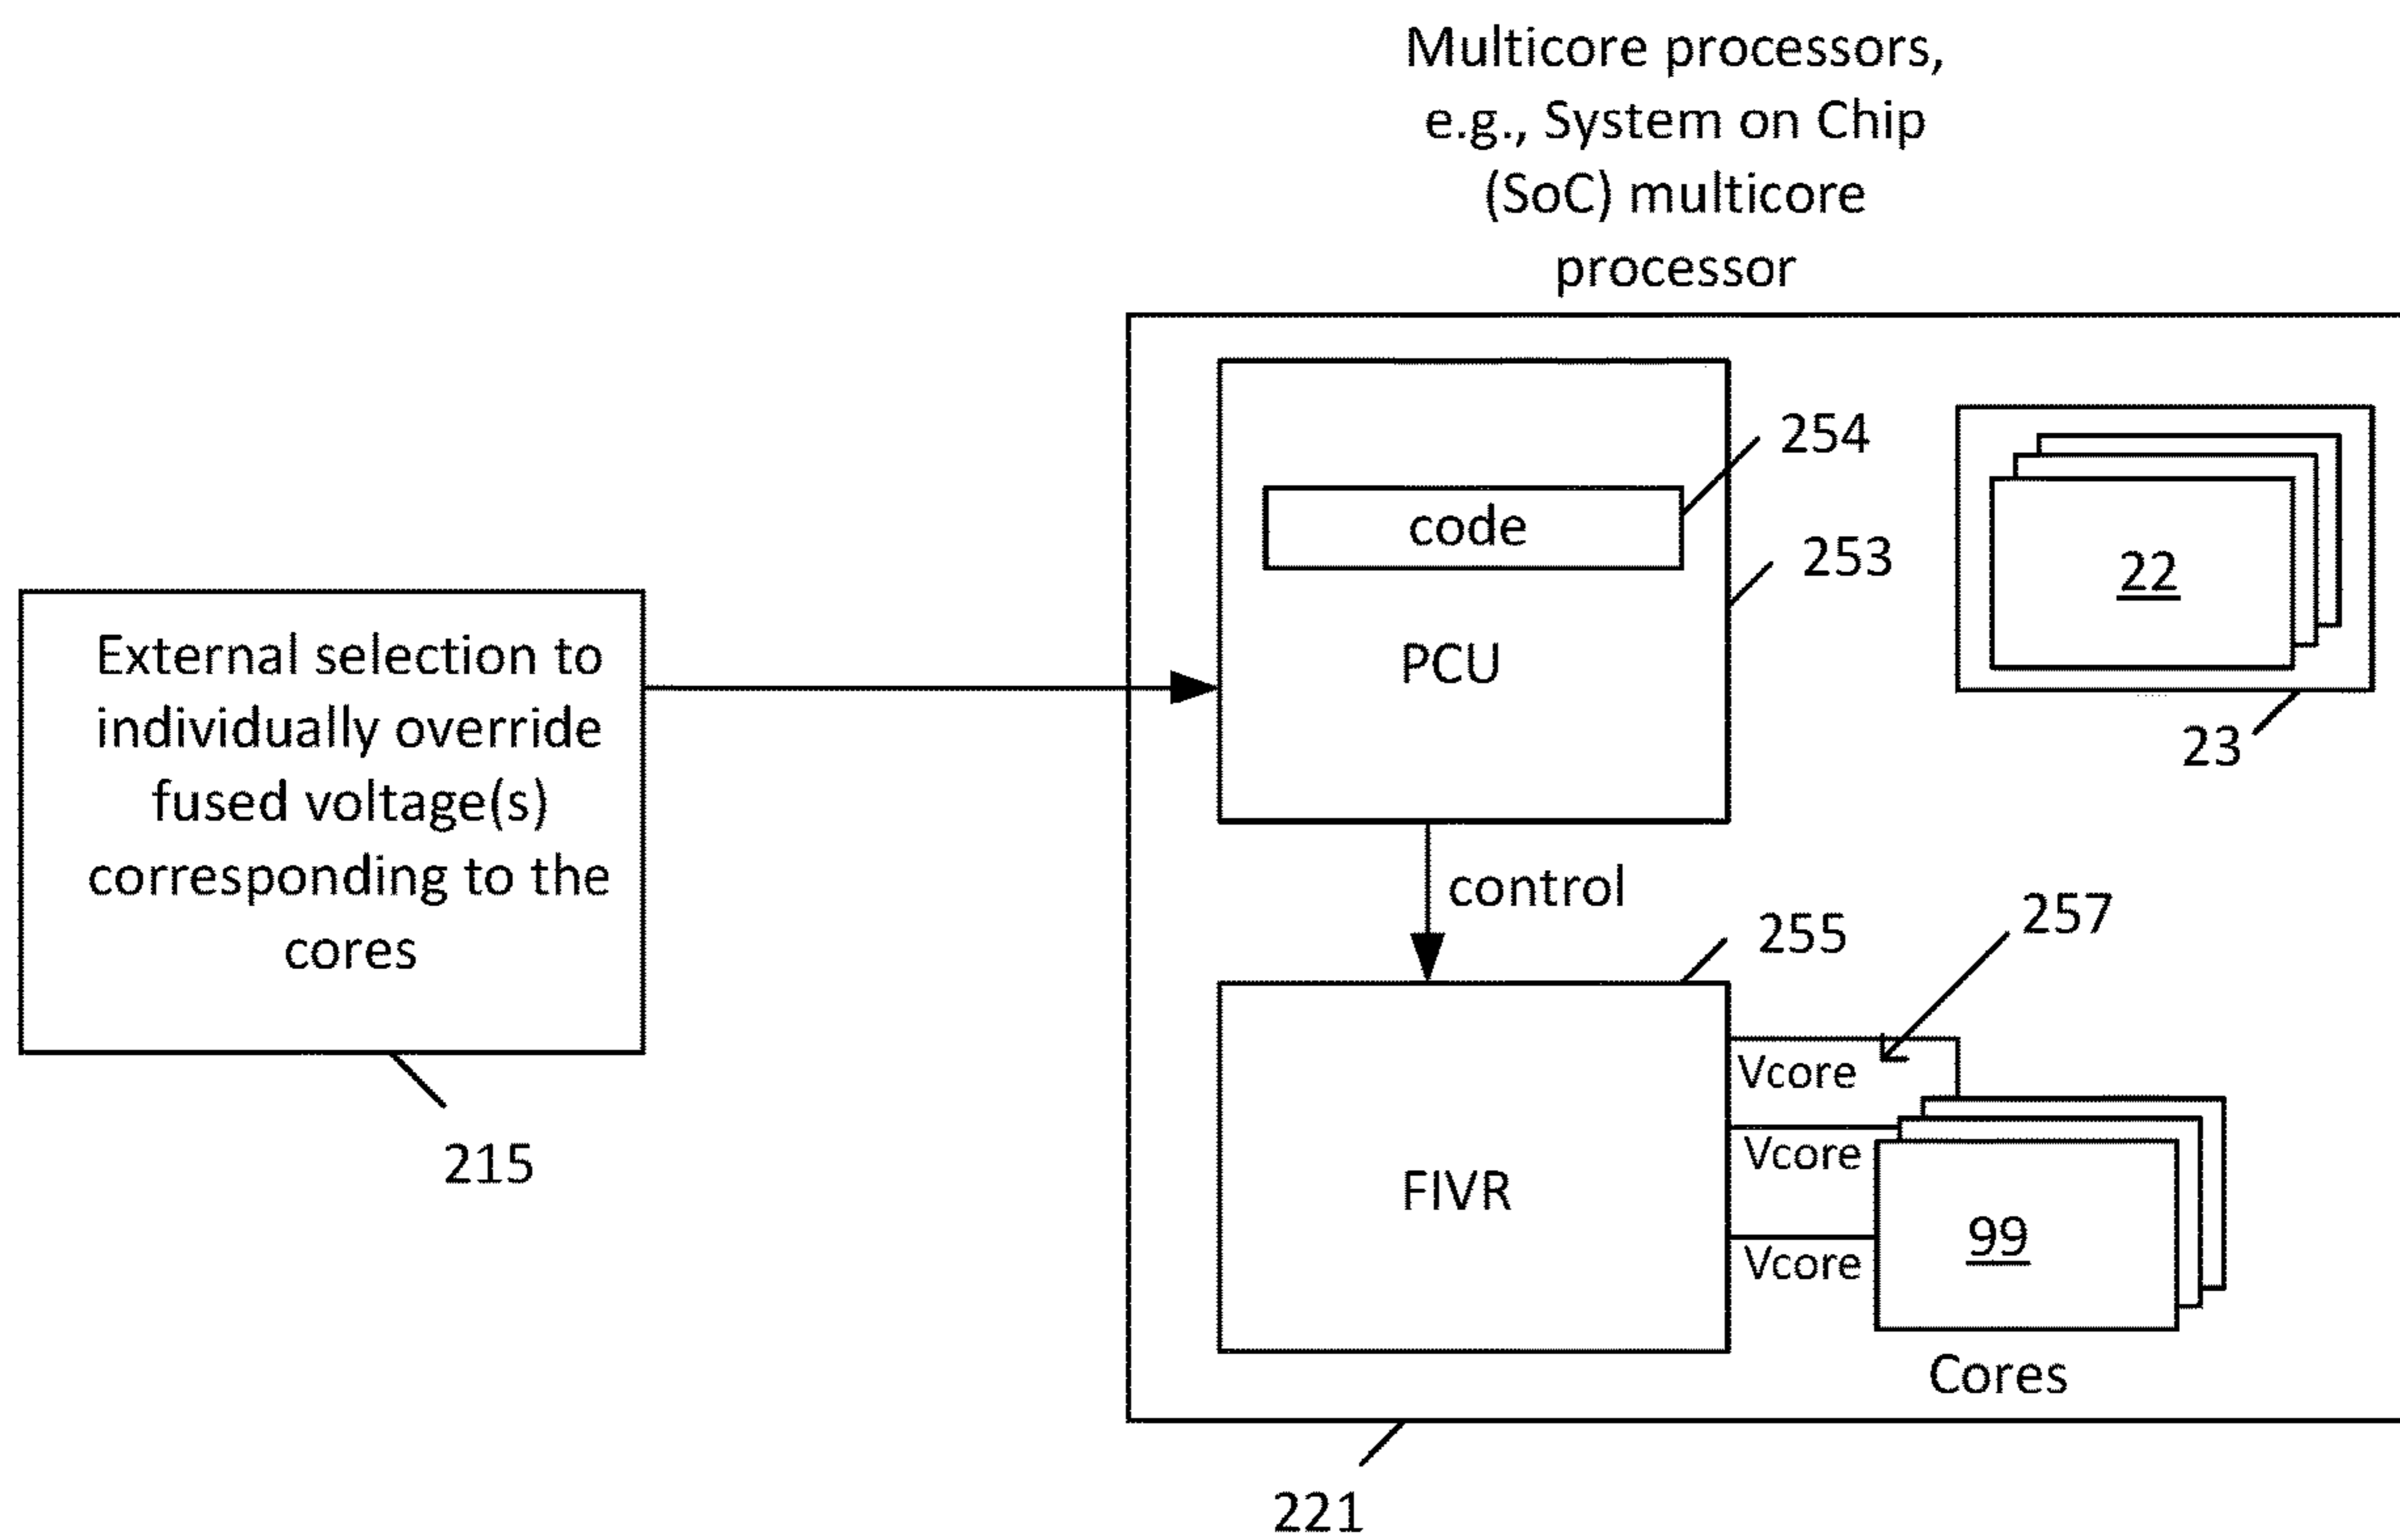 Multicore processors,
e.g., System on Chip
(SoC) multicore
processor
254
code
253
22
External selection to
individually override
fused voltage(s)
corresponding to the
cores
PCU
23
control
257
255
Vcore
Vcore
215
FIVR
99
Vcore
Cores
221